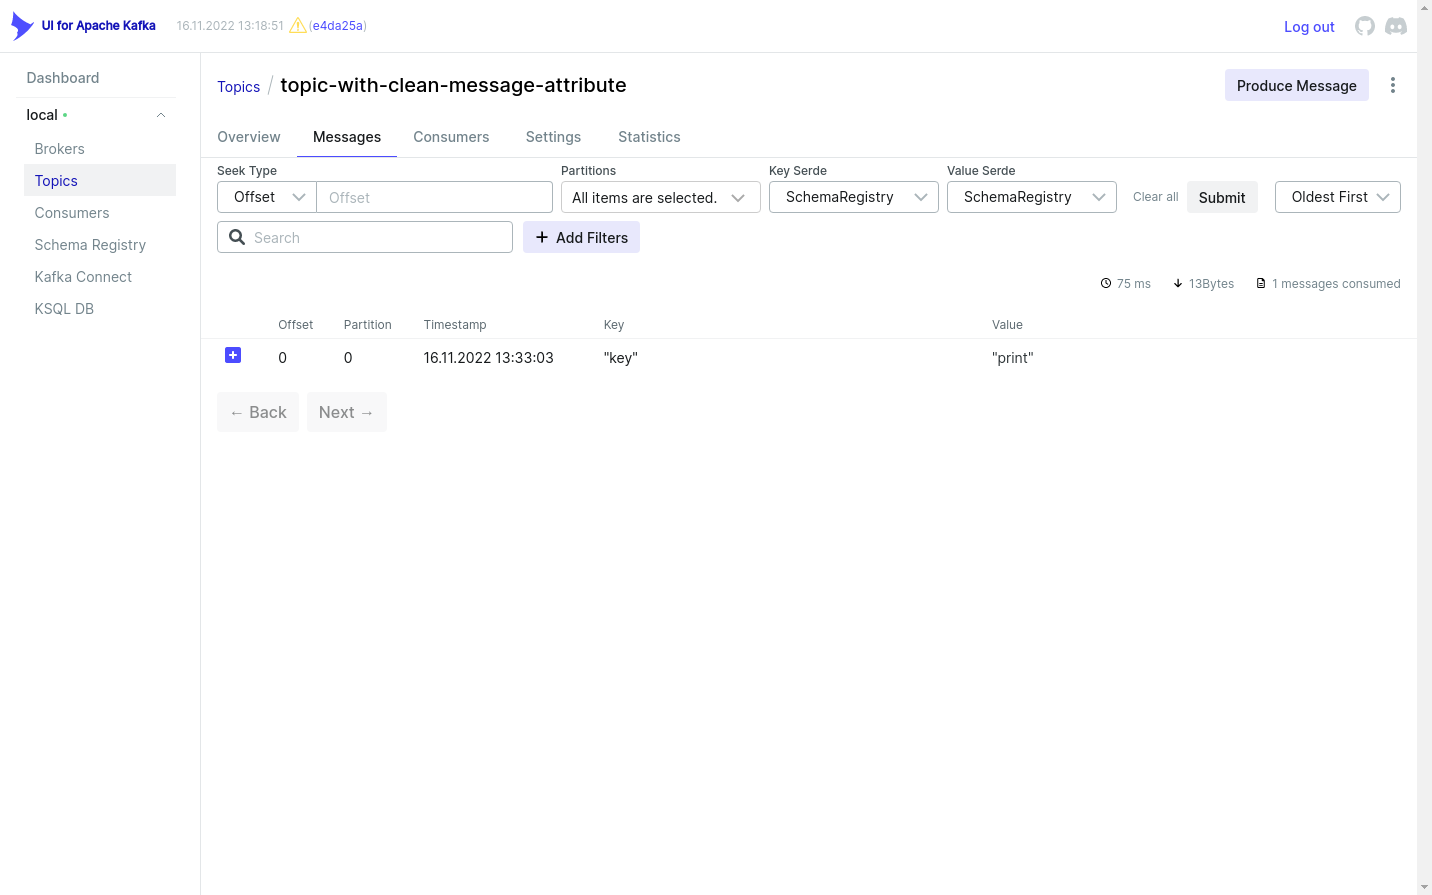 UI for Apache Kafka 16.11.2022 13:18:51 (e4da25a) Log out
Dashboard
local
Brokers
Topics
Consumers
Schema Registry
Kafka Connect
KSQL DB
Topics / topic-with-clean-message-attribute Produce Message
Overview Messages Consumers Settings Statistics
Seek Type Partitions Key Serde Value Serde
Offset Offset All items are selected. SchemaRegistry SchemaRegistry Clear all Submit Oldest First
Search Add Filters
75 ms 13Bytes 1 messages consumed
Offset Partition Timestamp Key Value
0 0 16.11.2022 13:33:03 "key" "print"
← Back Next →